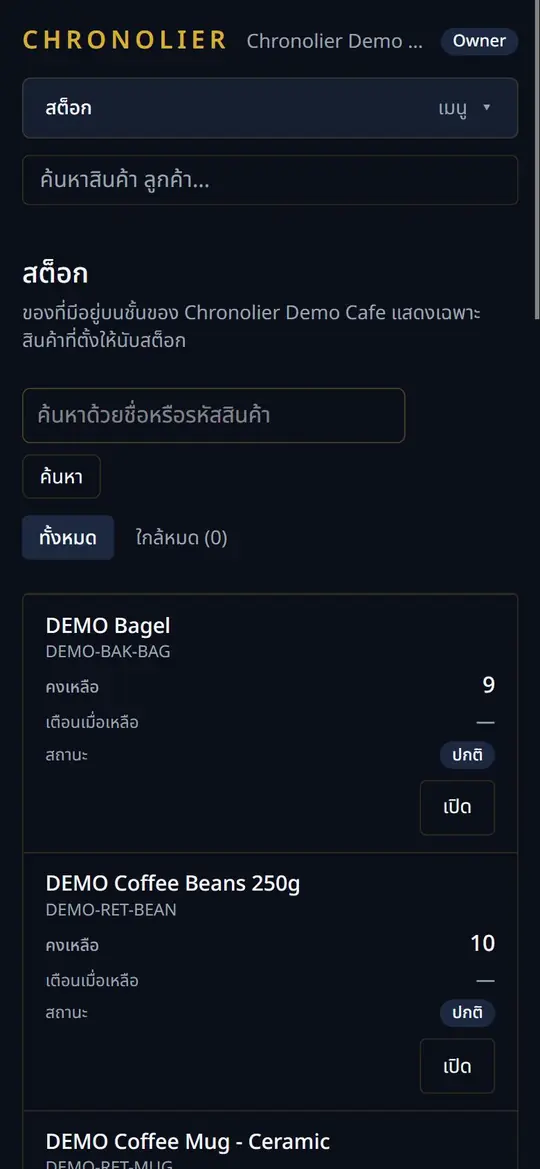 CHRONOLIER Chronolier Demo ... Owner
สต็อก เมนู ▼
ค้นหาสินค้า ลูกค้า...
สต็อก
ของที่มีอยู่บนชั้นของ Chronolier Demo Cafe แสดงเฉพาะ
สินค้าที่ตั้งให้นับสต็อก
ค้นหาด้วยชื่อหรือรหัสสินค้า
ค้นหา
ทั้งหมด ใกล้หมด (0)
DEMO Bagel
DEMO-BAK-BAG
คงเหลือ 9
เตือนเมื่อเหลือ —
สถานะ ปกติ
เปิด
DEMO Coffee Beans 250g
DEMO-RET-BEAN
คงเหลือ 10
เตือนเมื่อเหลือ —
สถานะ ปกติ
เปิด
DEMO Coffee Mug - Ceramic
DEMO-RET-MUG